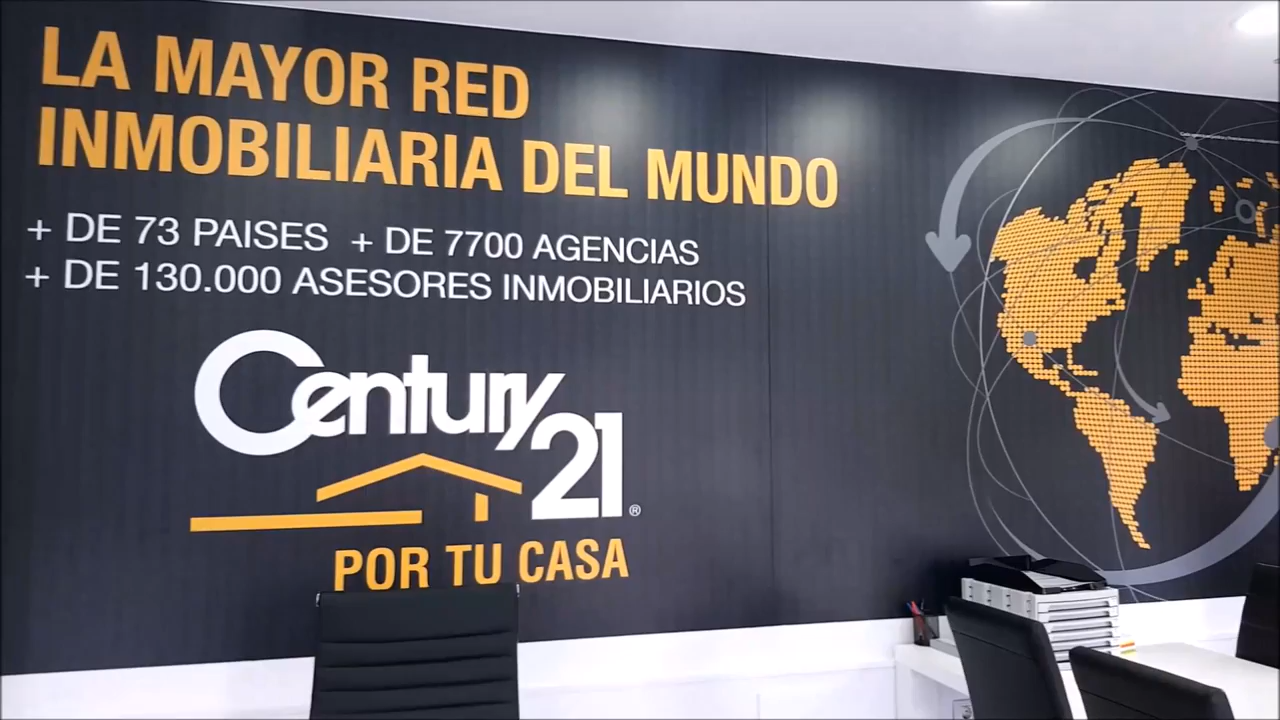 LA MAYOR RED
INMOBILIARIA DEL MUNDO
+ DE 73 PAISES + DE 7700 AGENCIAS
+ DE 130.000 ASESORES INMOBILIARIOS
Century 21®
POR TU CASA